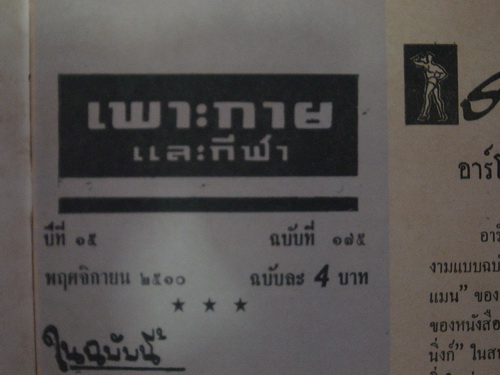 เพาะกาย
และกีฬา
ปีที่ ๑๕ ฉบับที่ ๑๘๕
พฤศจิกายน ๒๕๑๐ ฉบับละ 4 บาท
ในฉบับนี้
อาร์
งามแบบฉบั
แมน" ของ
ของหนังสือ
นิ่งก์" ในส